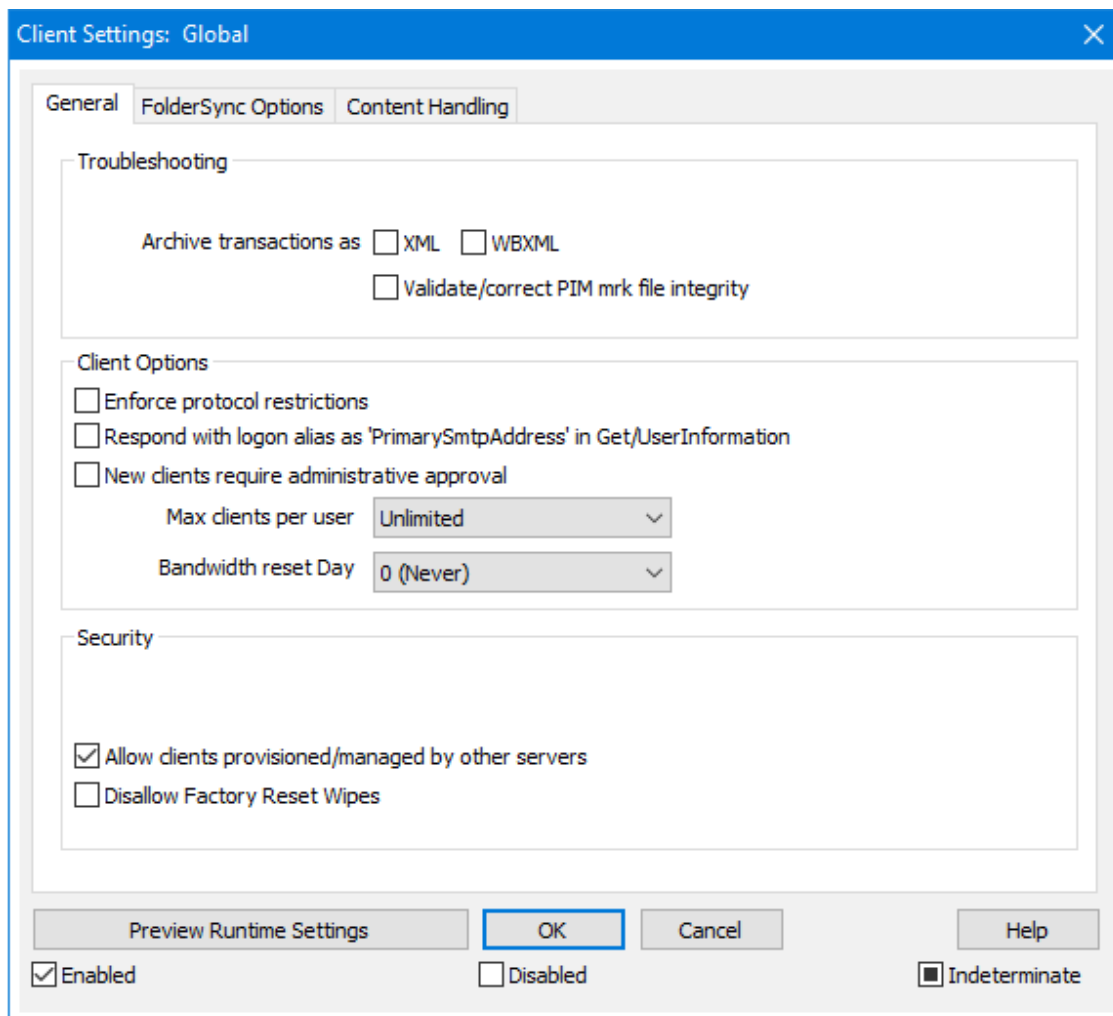 Client Settings: Global
General FolderSync Options Content Handling
Troubleshooting
Archive transactions as XML WBXML
Validate/correct PIM mrk file integrity
Client Options
Enforce protocol restrictions
Respond with logon alias as 'PrimarySmtpAddress' in Get/UserInformation
New clients require administrative approval
Max clients per user Unlimited
Bandwidth reset Day 0 (Never)
Security
Allow clients provisioned/managed by other servers
Disallow Factory Reset Wipes
Preview Runtime Settings OK Cancel Help
Enabled Disabled Indeterminate